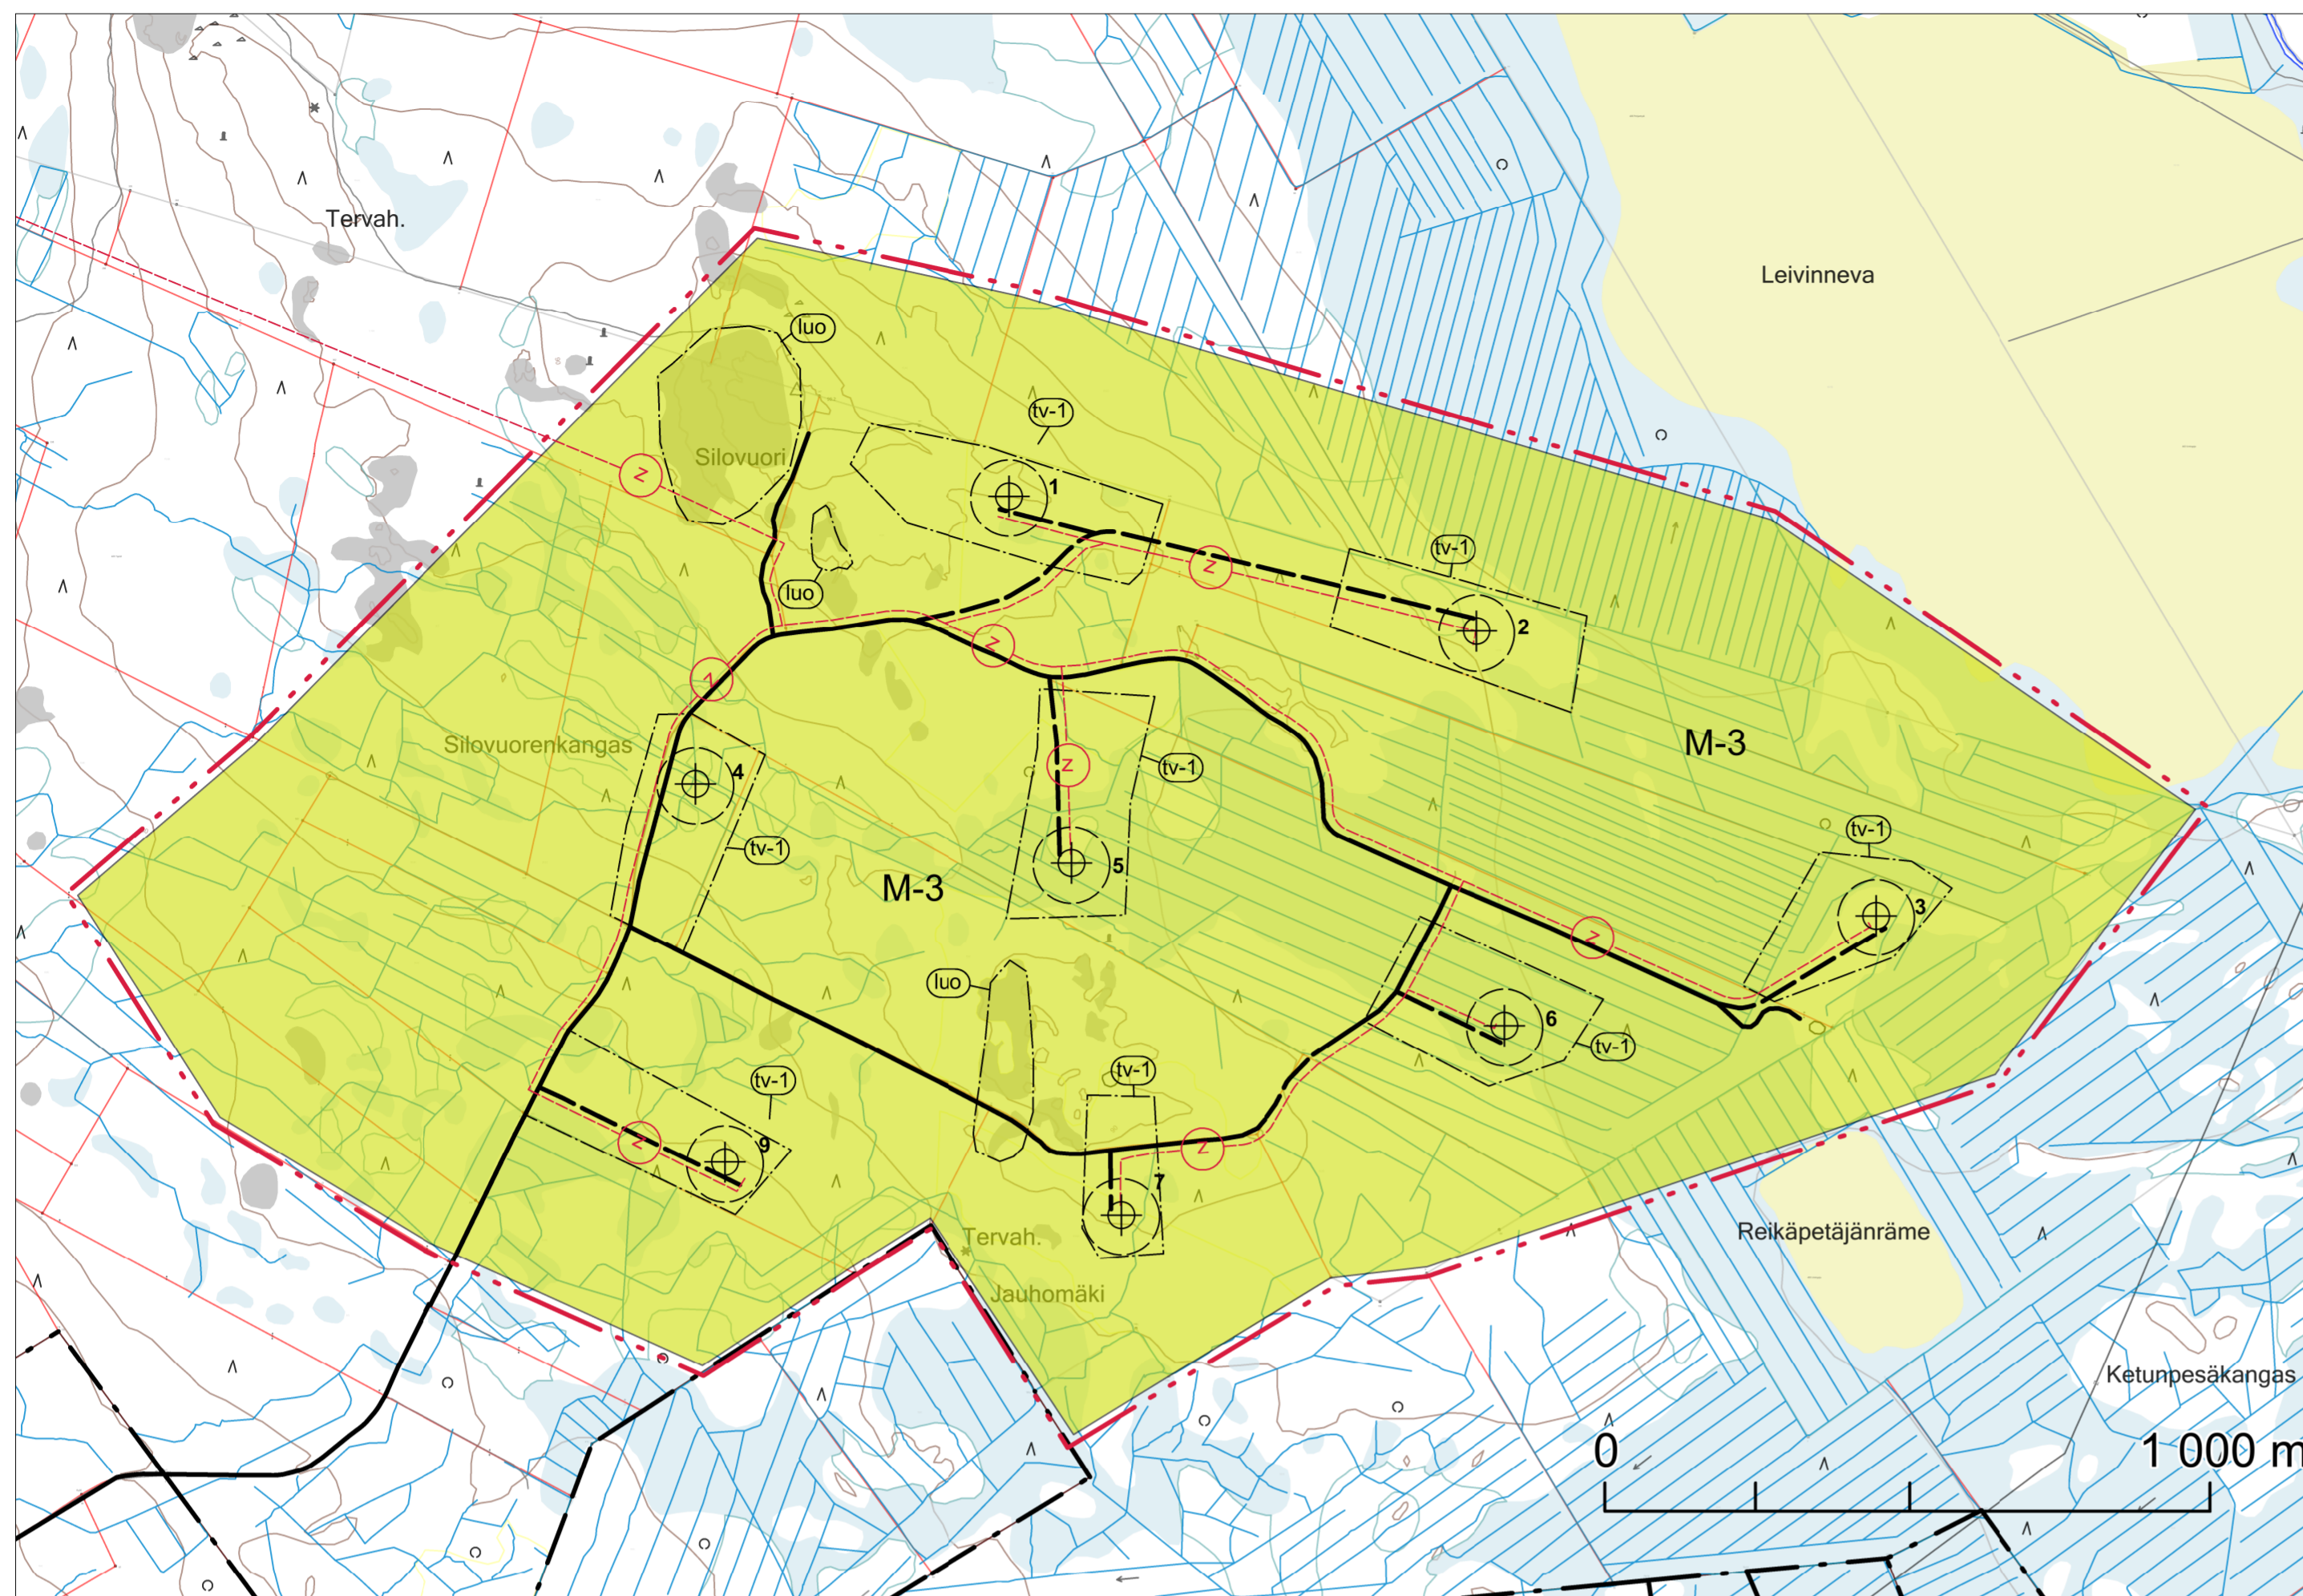 Tervah.
Leivinneva
luo
tv-1
Silovuori
z
1
tv-1
z
luo
2
z
z
M-3
Silovuorenkangas
4
z
tv-1
tv-1
tv-1
5
M-3
3
z
luo
6
tv-1
tv-1
tv-1
z
9
z
7
Tervah.
Reikäpetäjänräme
Jauhomäki
Ketunpesäkangas
0
1 000 m